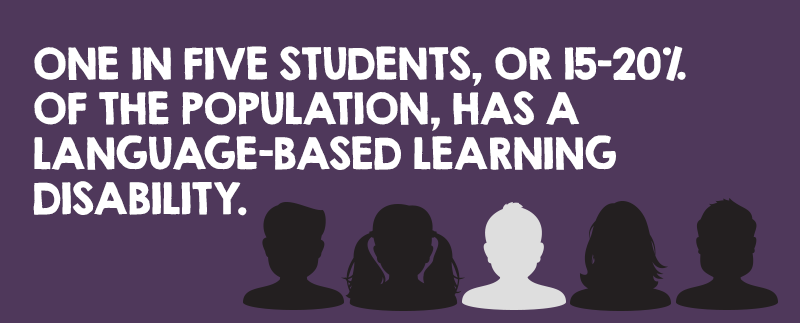 ONE IN FIVE STUDENTS, OR 15-20%
OF THE POPULATION, HAS A
LANGUAGE-BASED LEARNING
DISABILITY.